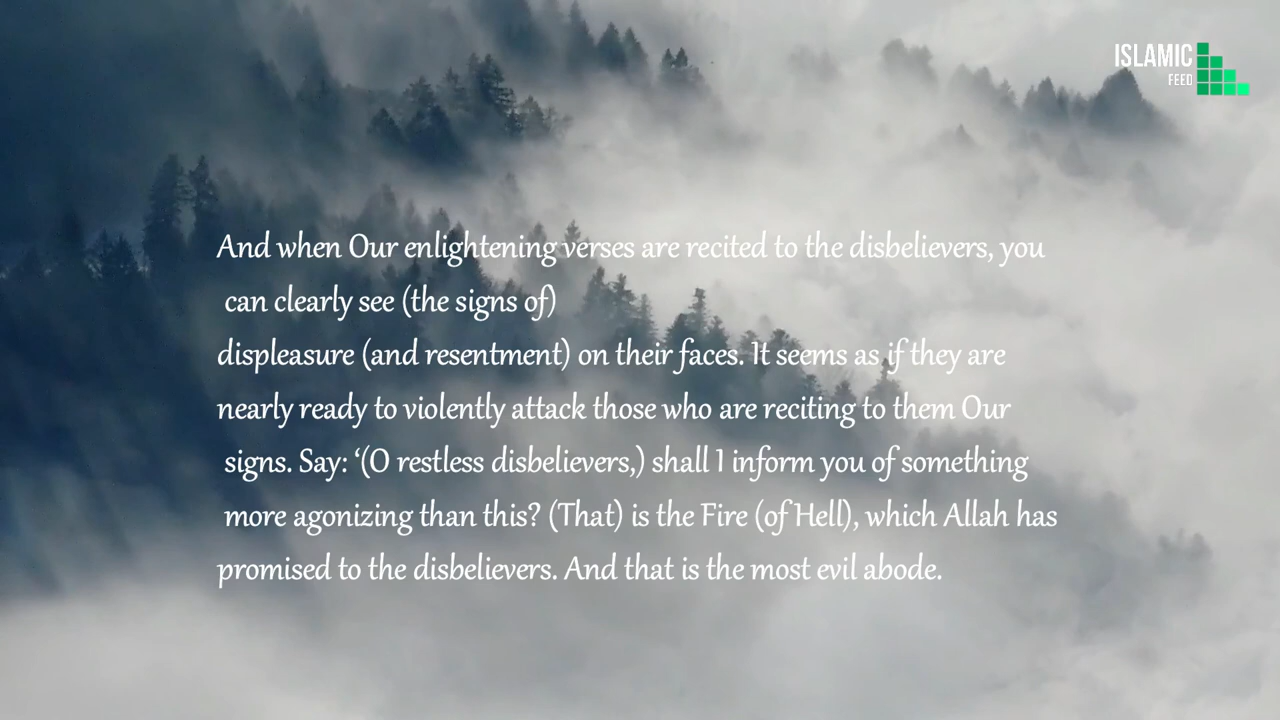 ISLAMIC
FEED
And when Our enlightening verses are recited to the disbelievers, you
can clearly see (the signs of)
displeasure (and resentment) on their faces. It seems as if they are
nearly ready to violently attack those who are reciting to them Our
signs. Say: ‘(O restless disbelievers,) shall I inform you of something
more agonizing than this? (That) is the Fire (of Hell), which Allah has
promised to the disbelievers. And that is the most evil abode.